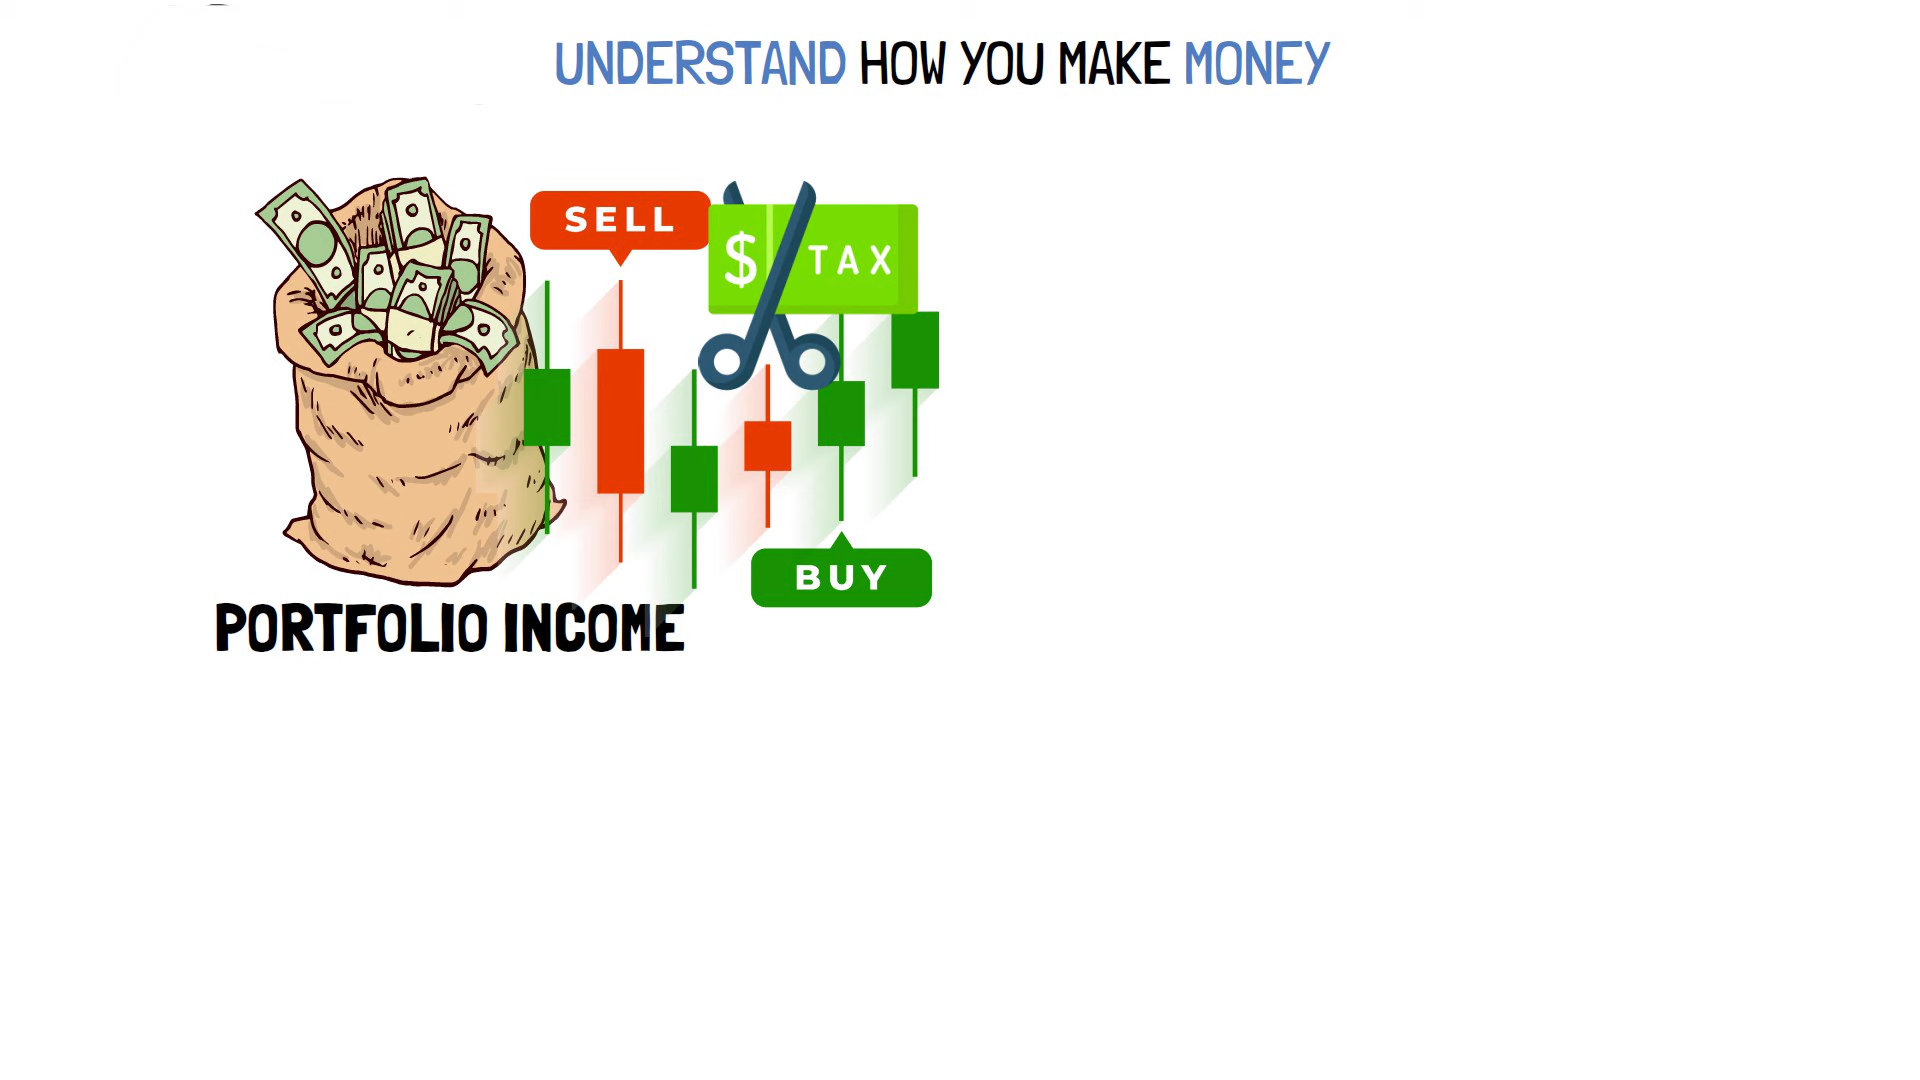 UNDERSTAND HOW YOU MAKE MONEY
SELL
$ TAX
BUY
PORTFOLIO INCOME